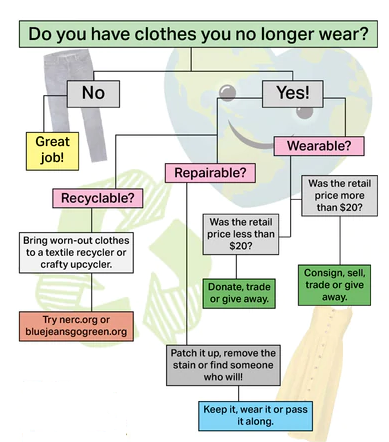 Do you have clothes you no longer wear?
No
Yes!
Great
job!
Wearable?
Repairable?
Recyclable?
Was the retail
price more
than $20?
Was the retail
price less than
$20?
Bring worn-out clothes
to a textile recycler or
crafty upcycler.
Donate, trade
or give away.
Consign, sell,
trade or give
away.
Try nerc.org or
bluejeansgogreen.org
Patch it up, remove the
stain or find someone
who will!
Keep it, wear it or pass
it along.